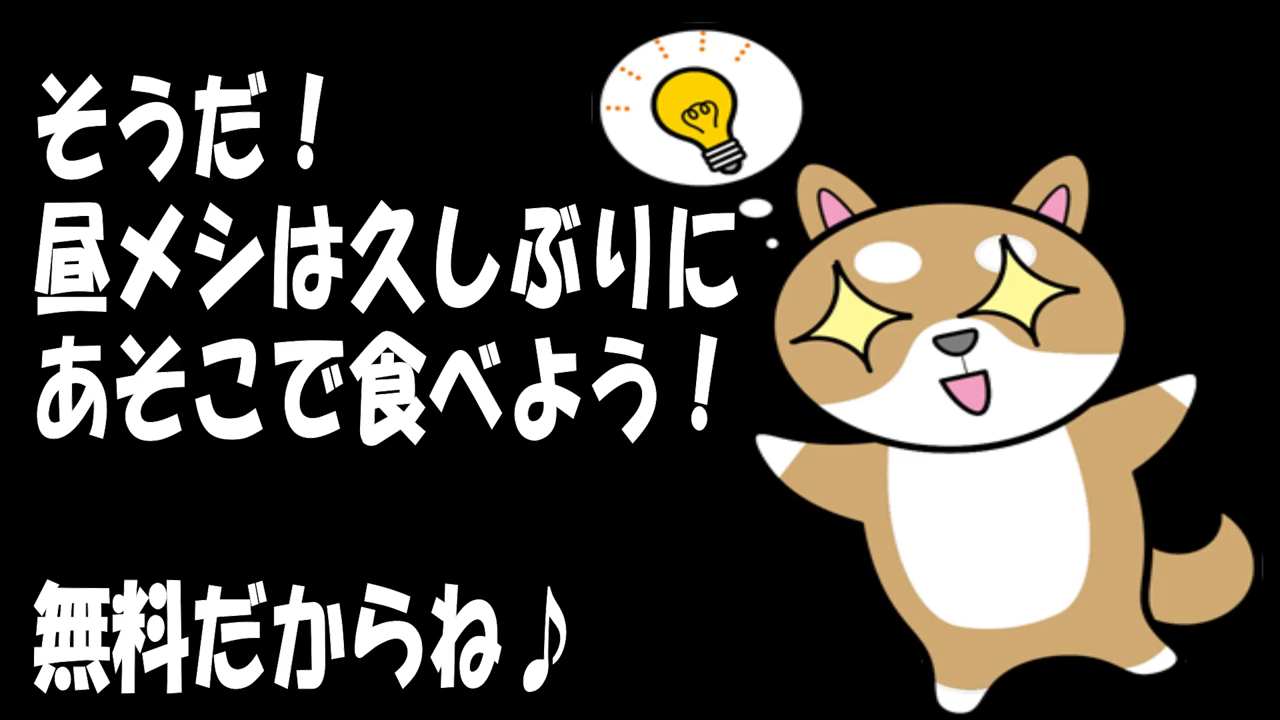 そうだ！
昼メシは久しぶりに
あそこで食べよう！
無料だからね♪